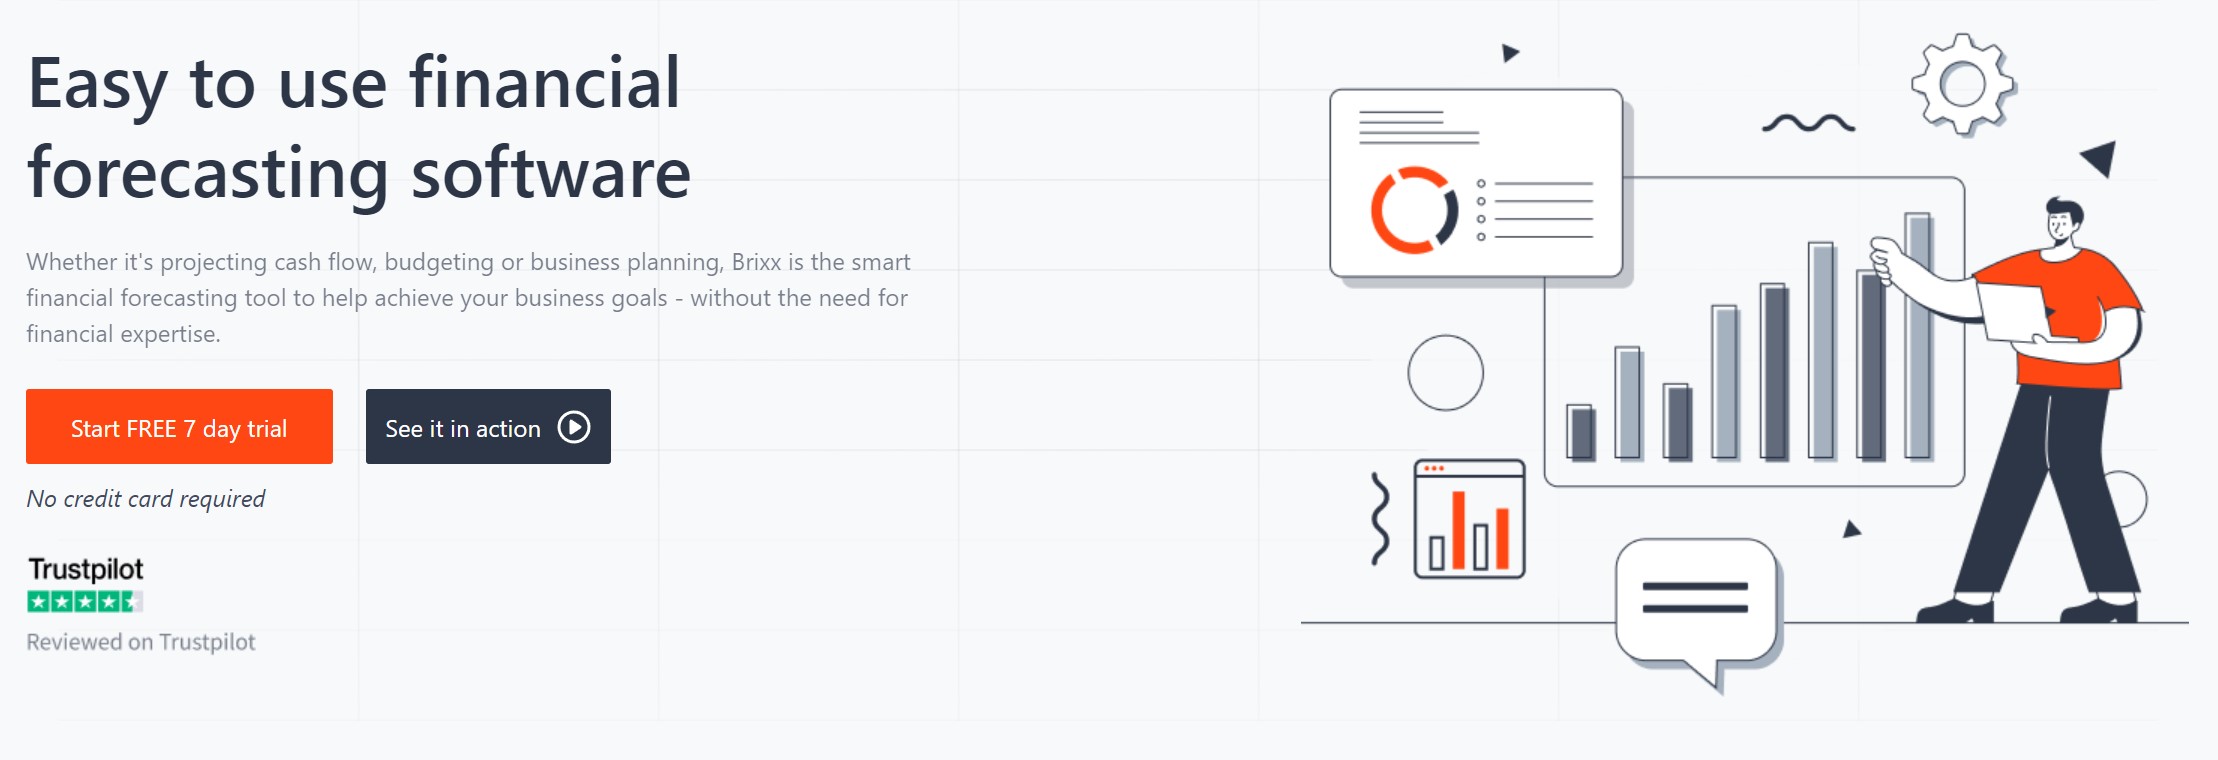 Easy to use financial
forecasting software
Whether it's projecting cash flow, budgeting or business planning, Brixx is the smart
financial forecasting tool to help achieve your business goals - without the need for
financial expertise.
Start FREE 7 day trial
See it in action
No credit card required
Trustpilot
Reviewed on Trustpilot